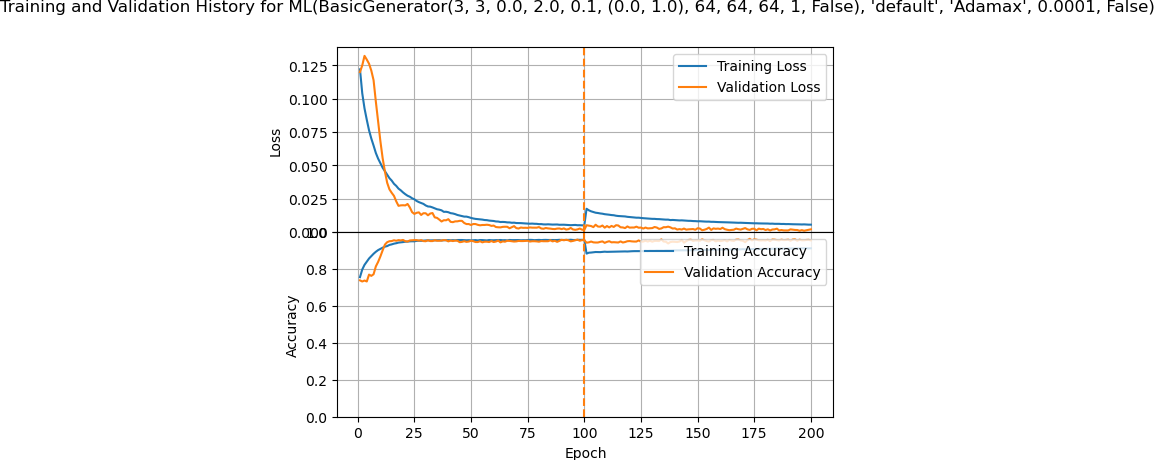 Training and Validation History for ML(BasicGenerator(3, 3, 0.0, 2.0, 0.1, (0.0, 1.0), 64, 64, 64, 1, False), 'default', 'Adamax', 0.0001, False)
Training Loss
Validation Loss
0.125
0.100
0.075
0.050
0.025
0.000
Loss
Training Accuracy
Validation Accuracy
1.0
0.8
0.6
0.4
0.2
0.0
Accuracy
0 25 50 75 100 125 150 175 200
Epoch